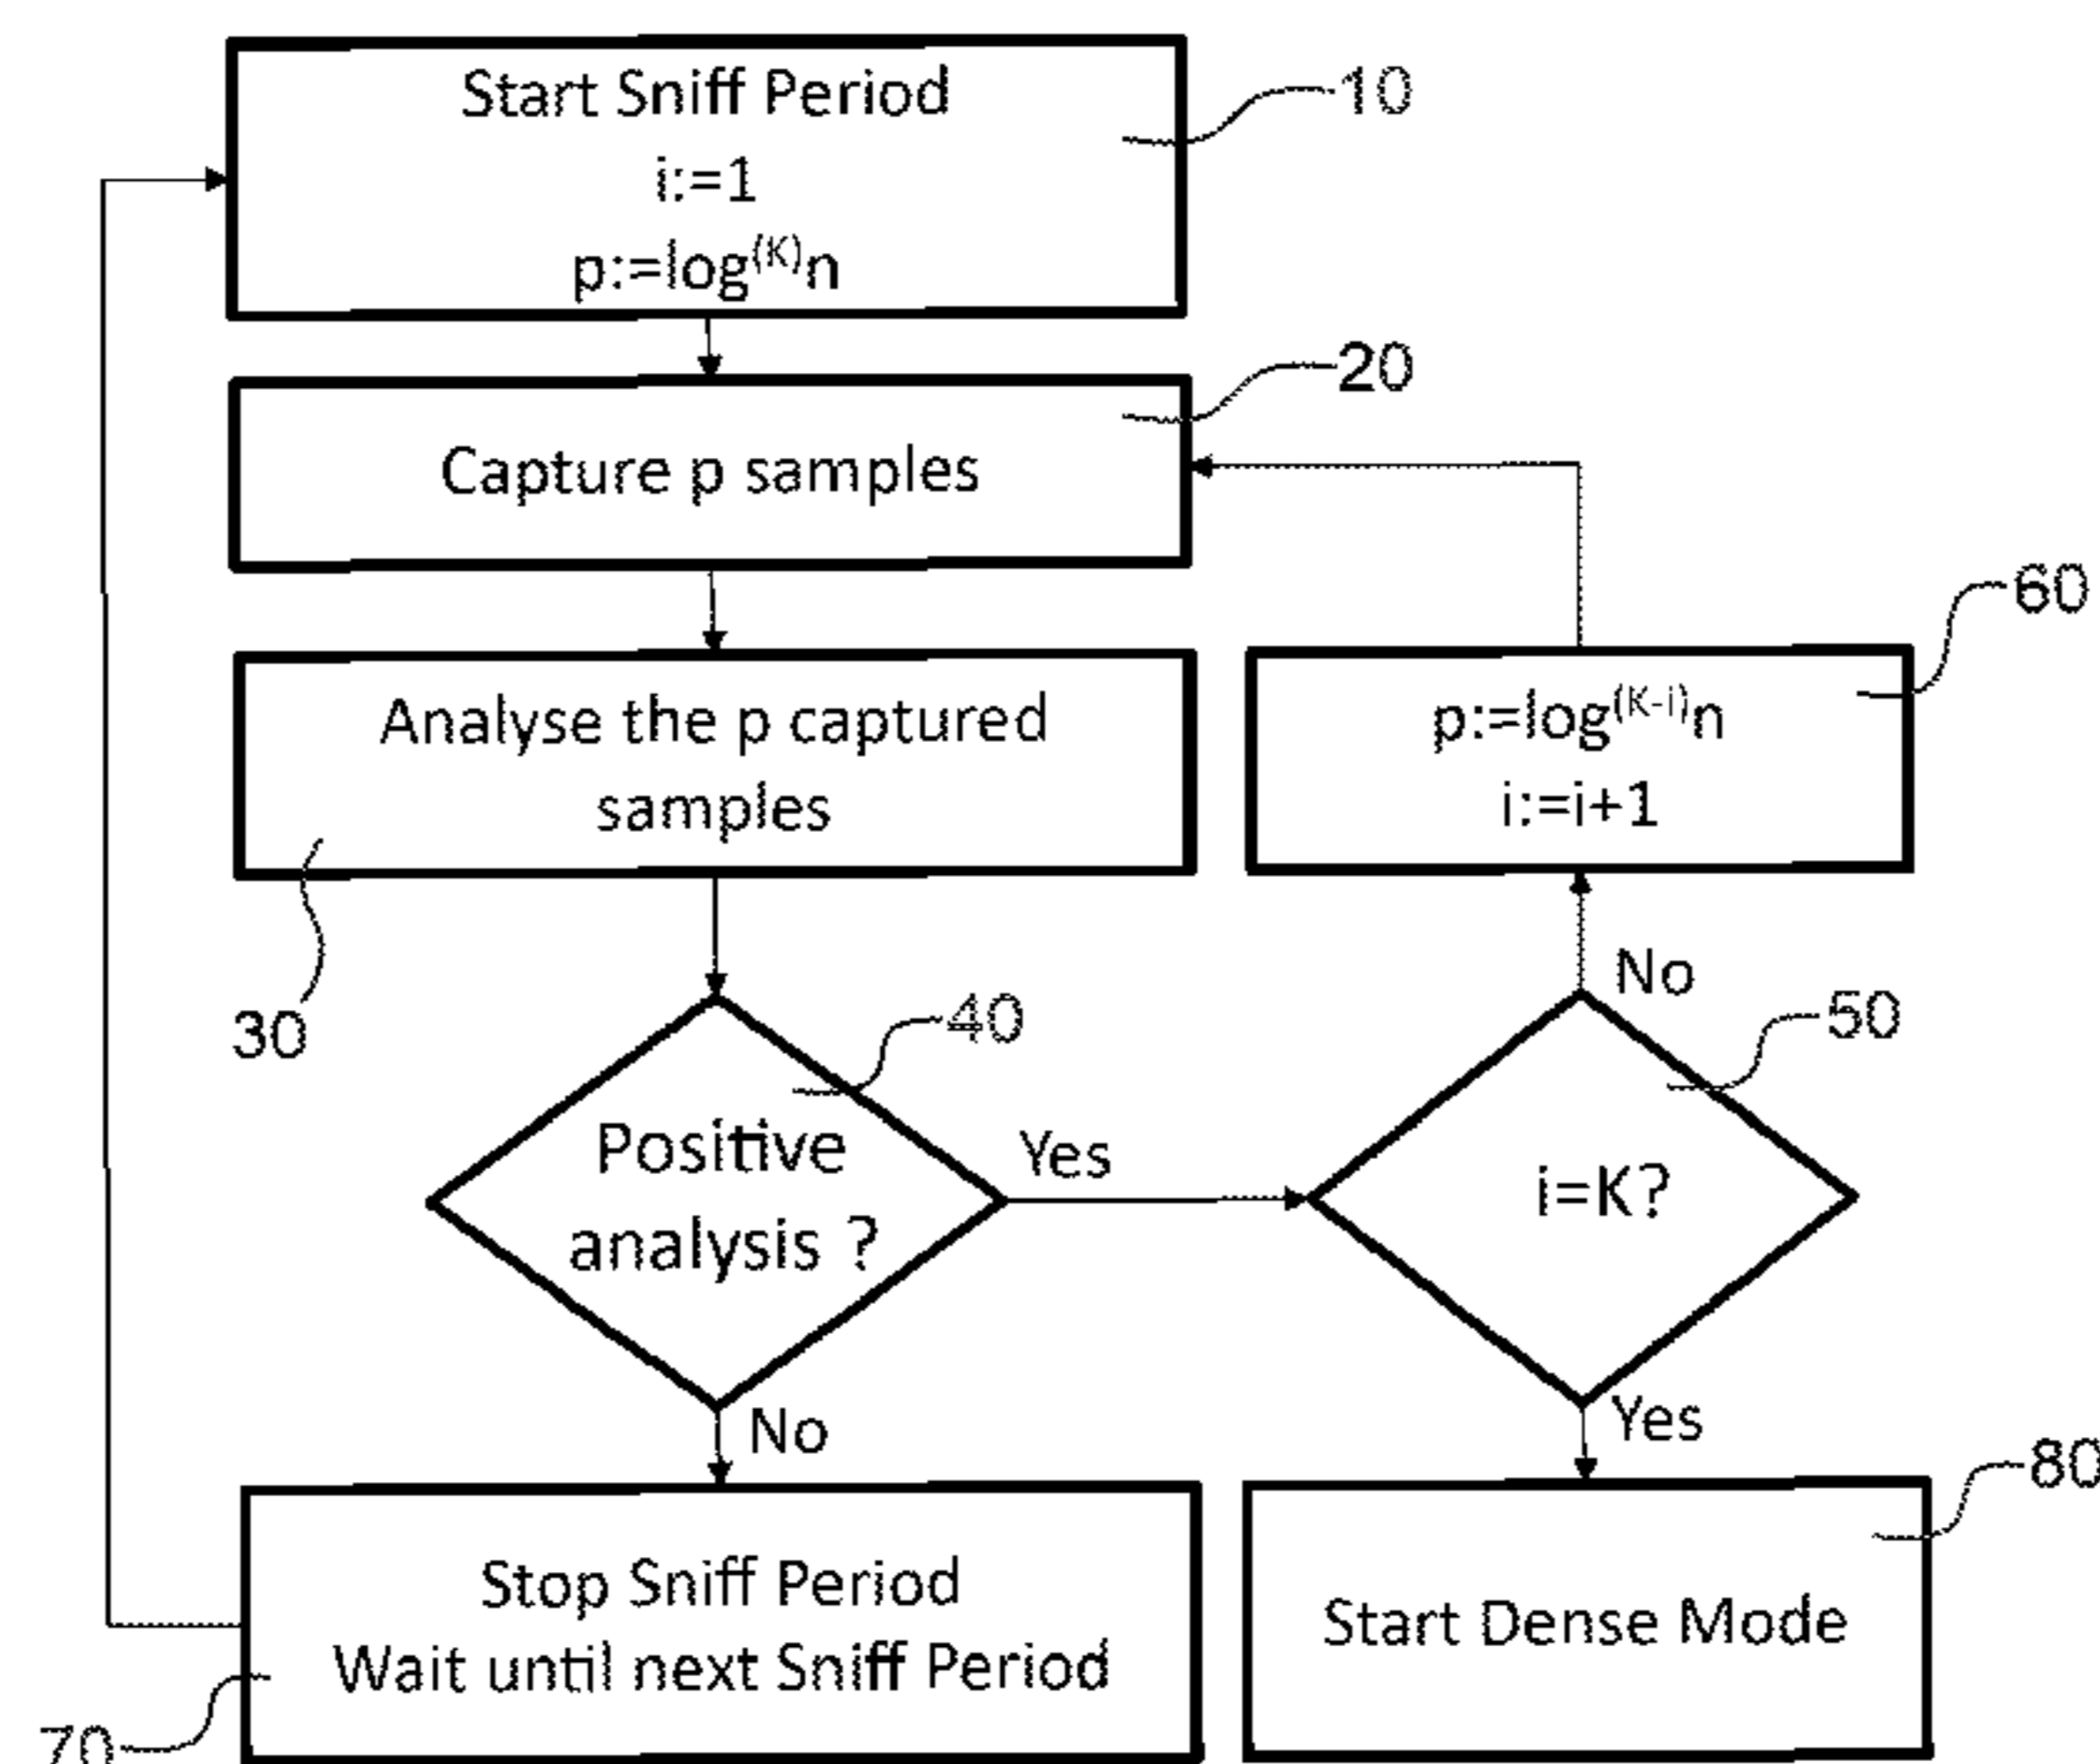 Start Sniff Period
i:=1
p:=log(K)n
10
Capture p samples
20
Analyse the p captured
samples
30
p:=log(K-i)n
i:=i+1
60
Positive
analysis ?
40
Yes
No
i=K?
50
No
Yes
Stop Sniff Period
Wait until next Sniff Period
70
Start Dense Mode
80